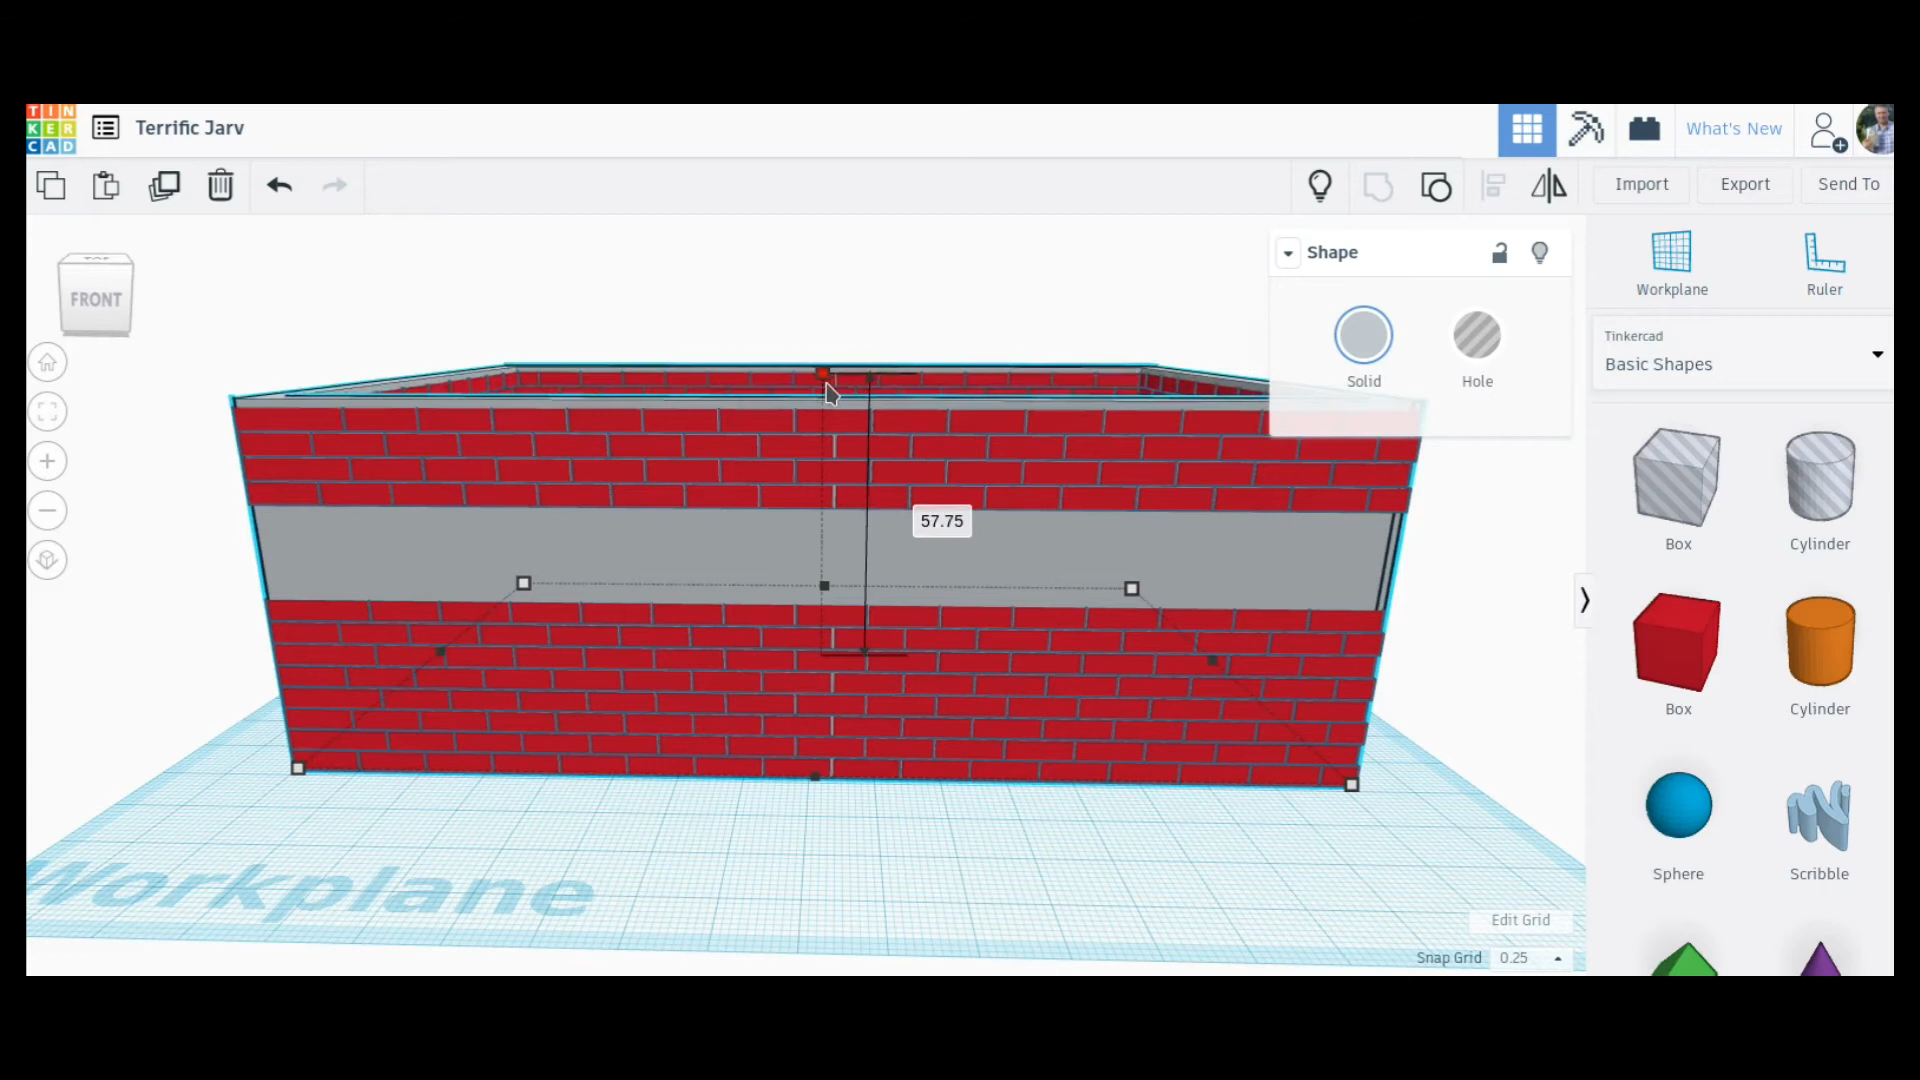 TIN
KER
CAD
Terrific Jarv
What's New
Import
Export
Send To
FRONT
Shape
Solid
Hole
Workplane
Ruler
Tinkercad
Basic Shapes
57.75
Box
Cylinder
Box
Cylinder
Sphere
Scribble
Workplane
Edit Grid
Snap Grid 0.25